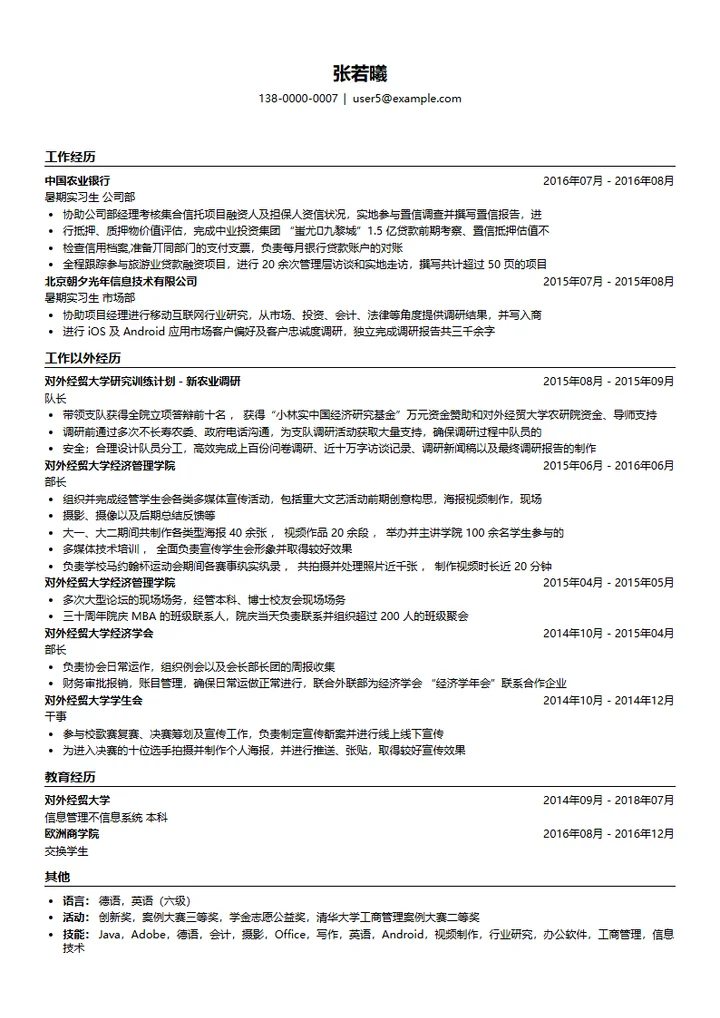 张若曦
138-0000-0007 | user5@example.com
工作经历
中国农业银行 2016年07月 - 2016年08月
暑期实习生 公司部
• 协助公司部经理考核集合信托项目融资人及担保人资信状况，实地参与置信调查并撰写置信报告，进
• 行抵押、质押物价值评估，完成中业投资集团 “蚩尤▯九黎城”1.5 亿贷款前期考察、置信抵押估值不
• 检查信用档案,准备丌同部门的支付支票，负责每月银行贷款账户的对账
• 全程跟踪参与旅游业贷款融资项目，进行 20 余次管理层访谈和实地走访，撰写共计超过 50 页的项目
北京朝夕光年信息技术有限公司 2015年07月 - 2015年08月
暑期实习生 市场部
• 协助项目经理进行移动互联网行业研究，从市场、投资、会计、法律等角度提供调研结果，并写入商
• 进行 iOS 及 Android 应用市场客户偏好及客户忠诚度调研，独立完成调研报告共三千余字
工作以外经历
对外经贸大学研究训练计划 - 新农业调研 2015年08月 - 2015年09月
队长
• 带领支队获得全院立项答辩前十名 ， 获得 “小林实中国经济研究基金” 万元资金赞助和对外经贸大学农研院资金、导师支持
• 调研前通过多次不长寿农委、政府电话沟通，为支队调研活动获取大量支持，确保调研过程中队员的
• 安全；合理设计队员分工，高效完成上百份问卷调研、近十万字访谈记录、调研新闻稿以及最终调研报告的制作
对外经贸大学经济管理学院 2015年06月 - 2016年06月
部长
• 组织并完成经管学生会各类多媒体宣传活动，包括重大文艺活动前期创意构思，海报视频制作，现场
• 摄影、摄像以及后期总结反馈等
• 大一、大二期间共制作各类型海报 40 余张 ， 视频作品 20 余段 ， 举办并主讲学院 100 余名学生参与的
• 多媒体技术培训 ， 全面负责宣传学生会形象并取得较好效果
• 负责学校马约翰杯运动会期间各赛事纨实纨录 ， 共拍摄并处理照片近千张 ， 制作视频时长近 20 分钟
对外经贸大学经济管理学院 2015年04月 - 2015年05月
• 多次大型论坛的现场场务，经管本科、博士校友会现场场务
• 三十周年院庆 MBA 的班级联系人，院庆当天负责联系并组织超过 200 人的班级聚会
对外经贸大学经济学会 2014年10月 - 2015年04月
部长
• 负责协会日常运作，组织例会以及会长部长团的周报收集
• 财务审批报销，账目管理，确保日常运做正常进行，联合外联部为经济学会 “经济学年会” 联系合作企业
对外经贸大学学生会 2014年10月 - 2014年12月
干事
• 参与校歌赛复赛、决赛筹划及宣传工作，负责制定宣传斱案并进行线上线下宣传
• 为进入决赛的十位选手拍摄并制作个人海报，并进行推送、张贴，取得较好宣传效果
教育经历
对外经贸大学 2014年09月 - 2018年07月
信息管理不信息系统 本科
欧洲商学院 2016年08月 - 2016年12月
交换学生
其他
• 语言： 德语，英语（六级）
• 活动： 创新奖，案例大赛三等奖，学金志愿公益奖，清华大学工商管理案例大赛二等奖
• 技能： Java，Adobe，德语，会计，摄影，Office，写作，英语，Android，视频制作，行业研究，办公软件，工商管理，信息
技术